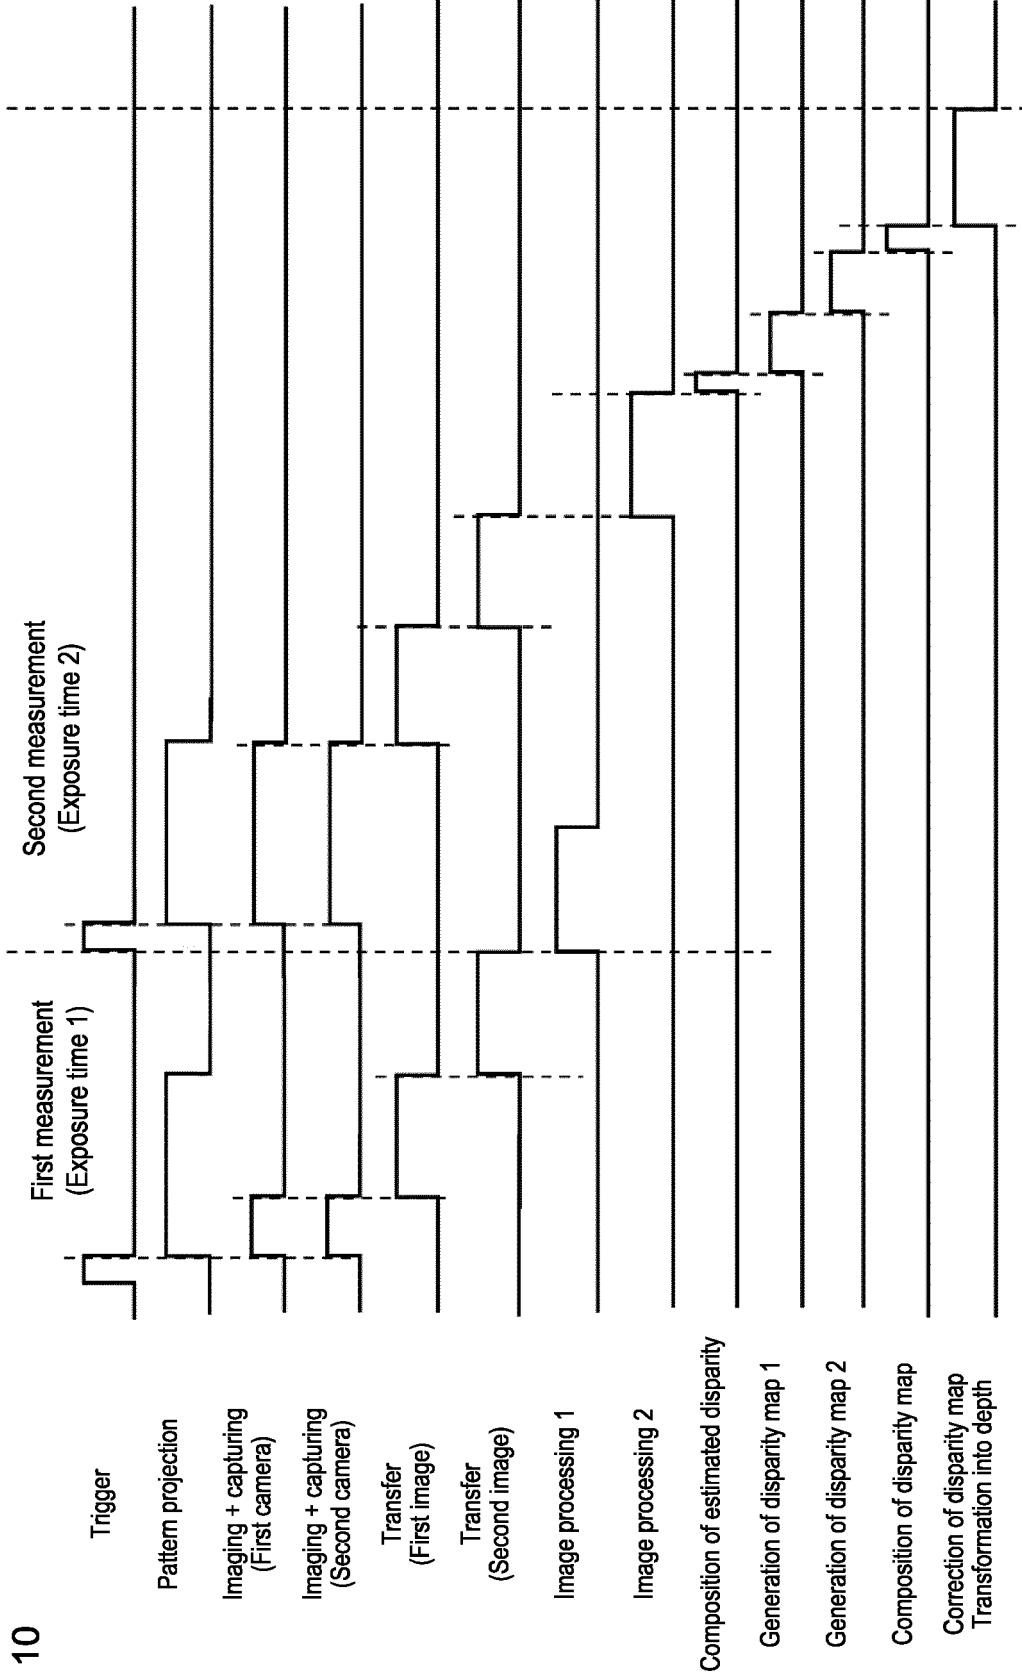 10
First measurement
(Exposure time 1)
Second measurement
(Exposure time 2)
Trigger
Pattern projection
Imaging + capturing
(First camera)
Imaging + capturing
(Second camera)
Transfer
(First image)
Transfer
(Second image)
Image processing 1
Image processing 2
Composition of estimated disparity
Generation of disparity map 1
Generation of disparity map 2
Composition of disparity map
Correction of disparity map
Transformation into depth